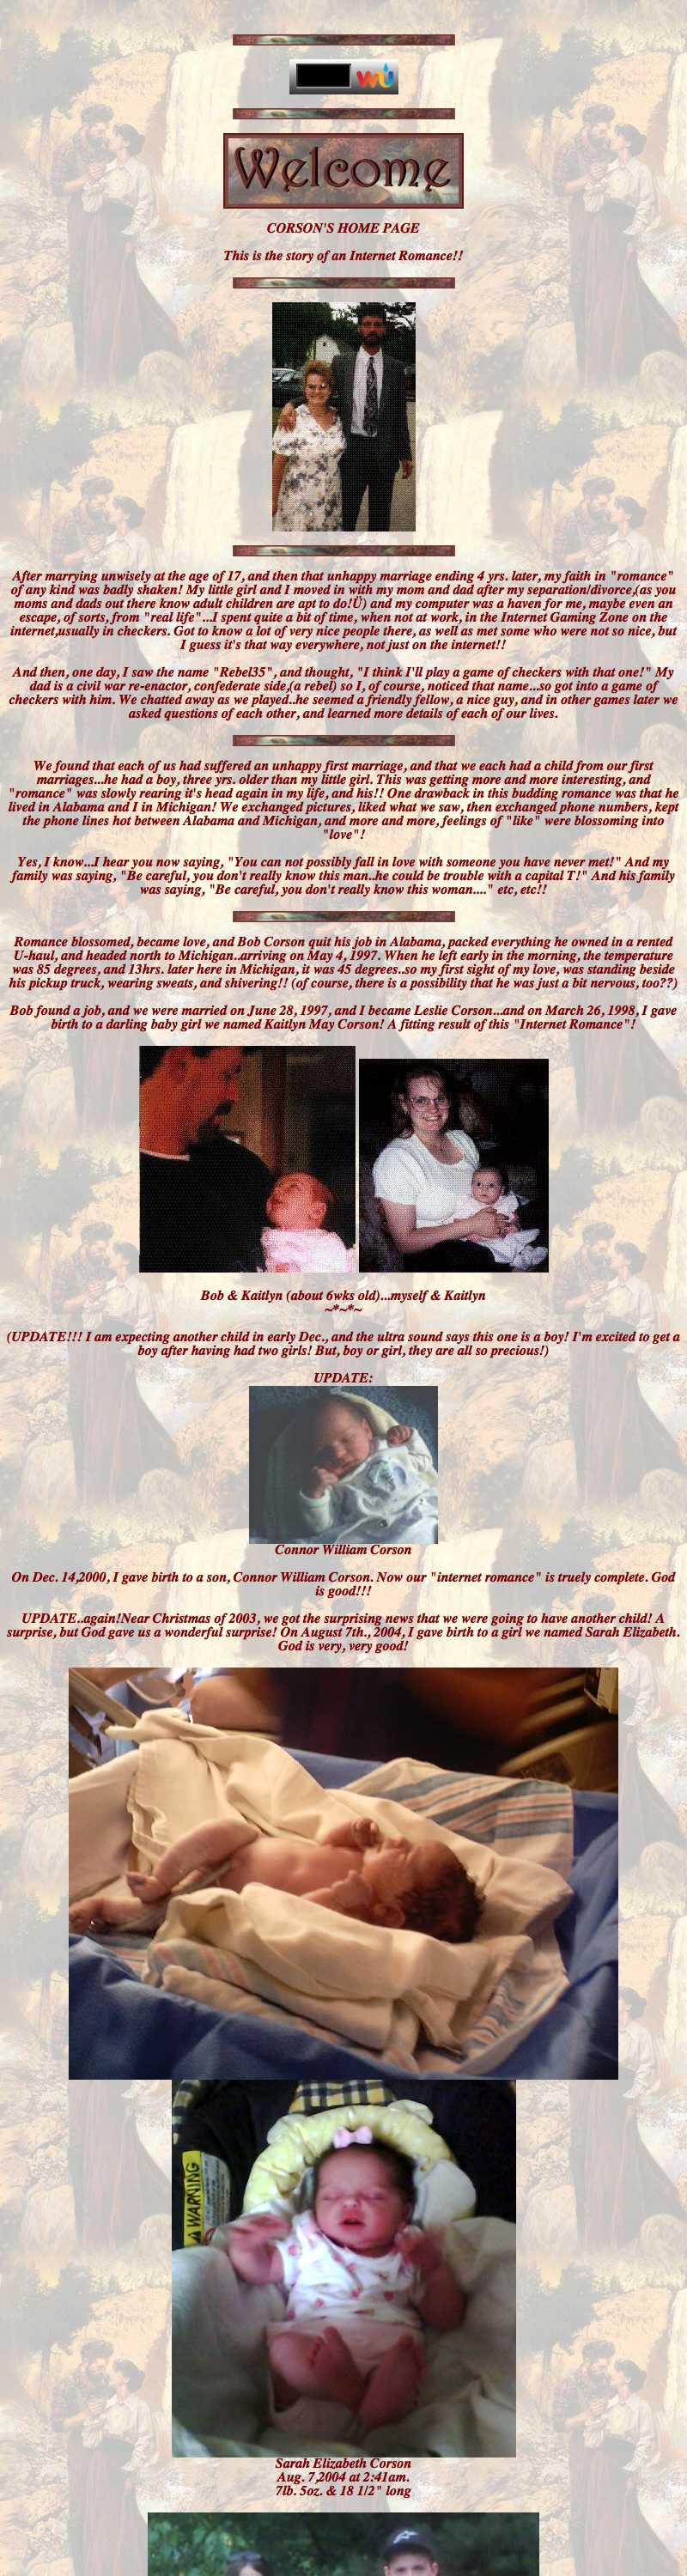 WU
Welcome
CORSON'S HOME PAGE
This is the story of an Internet Romance!!
After marrying unwisely at the age of 17, and then that unhappy marriage ending 4 yrs. later, my faith in "romance"
of any kind was badly shaken! My little girl and I moved in with my mom and dad after my separation/divorce,(as you
moms and dads out there know adult children are apt to do!Ü) and my computer was a haven for me, maybe even an
escape, of sorts, from "real life"...I spent quite a bit of time, when not at work, in the Internet Gaming Zone on the
internet,usually in checkers. Got to know a lot of very nice people there, as well as met some who were not so nice, but
I guess it's that way everywhere, not just on the internet!!
And then, one day, I saw the name "Rebel35", and thought, "I think I'll play a game of checkers with that one!" My
dad is a civil war re-enactor, confederate side,(a rebel) so I, of course, noticed that name...so got into a game of
checkers with him. We chatted away as we played..he seemed a friendly fellow, a nice guy, and in other games later we
asked questions of each other, and learned more details of each of our lives.
We found that each of us had suffered an unhappy first marriage, and that we each had a child from our first
marriages...he had a boy, three yrs. older than my little girl. This was getting more and more interesting, and
"romance" was slowly rearing it's head again in my life, and his!! One drawback in this budding romance was that he
lived in Alabama and I in Michigan! We exchanged pictures, liked what we saw, then exchanged phone numbers, kept
the phone lines hot between Alabama and Michigan, and more and more, feelings of "like" were blossoming into
"love"!
Yes, I know...I hear you now saying, "You can not possibly fall in love with someone you have never met!" And my
family was saying, "Be careful, you don't really know this man..he could be trouble with a capital T!" And his family
was saying, "Be careful, you don't really know this woman...." etc, etc!!
Romance blossomed, became love, and Bob Corson quit his job in Alabama, packed everything he owned in a rented
U-haul, and headed north to Michigan..arriving on May 4, 1997. When he left early in the morning, the temperature
was 85 degrees, and 13hrs. later here in Michigan, it was 45 degrees..so my first sight of my love, was standing beside
his pickup truck, wearing sweats, and shivering!! (of course, there is a possibility that he was just a bit nervous, too??)
Bob found a job, and we were married on June 28, 1997, and I became Leslie Corson...and on March 26, 1998, I gave
birth to a darling baby girl we named Kaitlyn May Corson! A fitting result of this "Internet Romance"!
Bob & Kaitlyn (about 6wks old)...myself & Kaitlyn
~*~*~
(UPDATE!!! I am expecting another child in early Dec., and the ultra sound says this one is a boy! I'm excited to get a
boy after having had two girls! But, boy or girl, they are all so precious!)
UPDATE:
Connor William Corson
On Dec. 14,2000, I gave birth to a son, Connor William Corson. Now our "internet romance" is truely complete. God
is good!!!
UPDATE..again!Near Christmas of 2003, we got the surprising news that we were going to have another child! A
surprise, but God gave us a wonderful surprise! On August 7th., 2004, I gave birth to a girl we named Sarah Elizabeth.
God is very, very good!
WARNING
Sarah Elizabeth Corson
Aug. 7,2004 at 2:41am.
7lb. 5oz. & 18 1/2" long